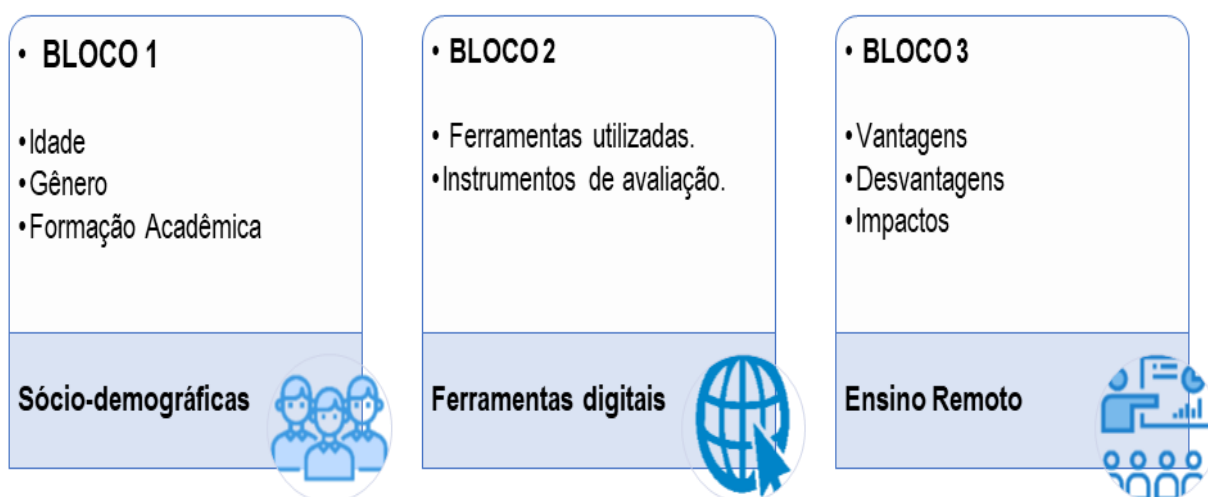 • BLOCO 1
•Idade
•Gênero
•Formação Acadêmica
Sócio-demográficas
• BLOCO 2
• Ferramentas utilizadas.
•Instrumentos de avaliação.
Ferramentas digitais
• BLOCO 3
•Vantagens
•Desvantagens
•Impactos
Ensino Remoto